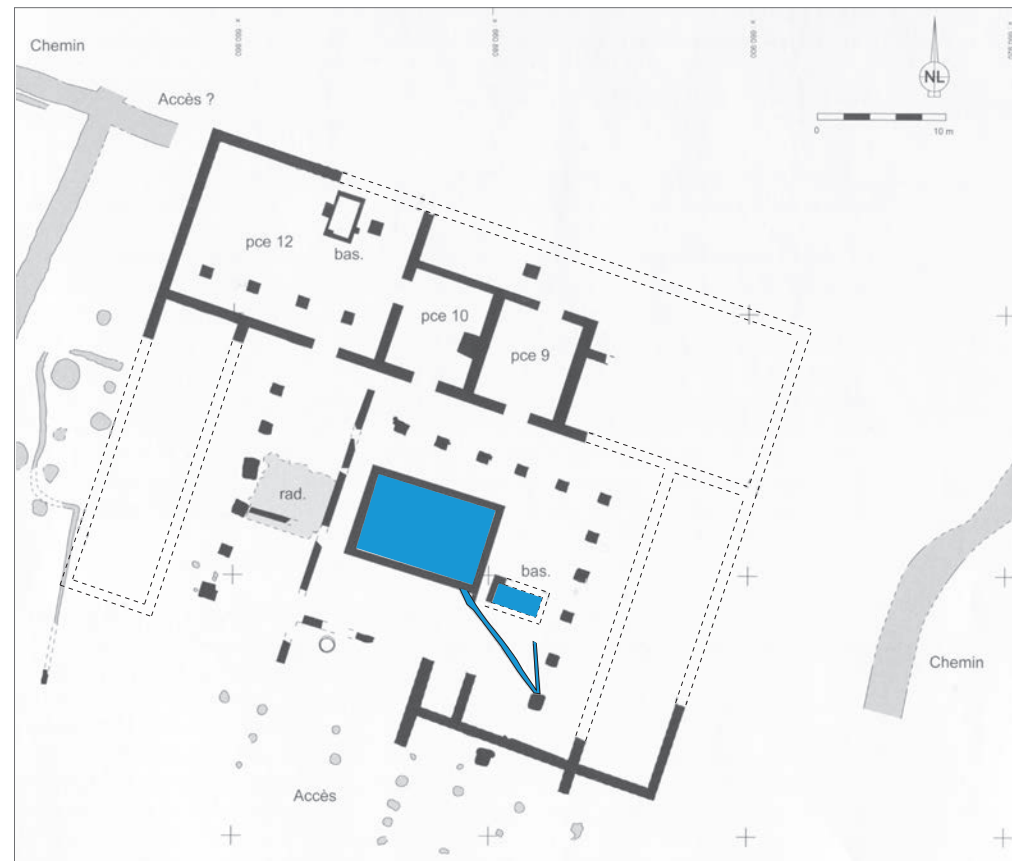 Chemin
Accès ?
NL
0
10 m
pce 12
bas.
pce 10
pce 9
rad.
bas.
Chemin
Accès